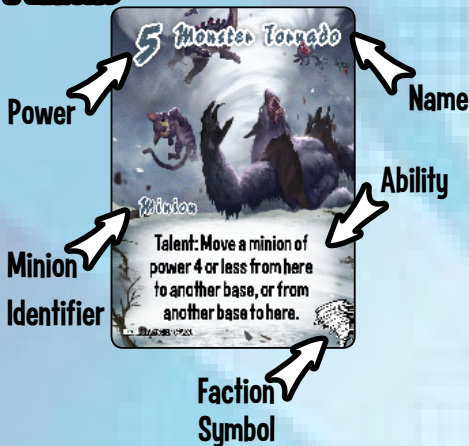 5 Monster Tornado
Power
Name
Minion
Ability
Talent: Move a minion of
power 4 or less from here
to another base, or from
another base to here.
Minion
Identifier
Faction
Symbol